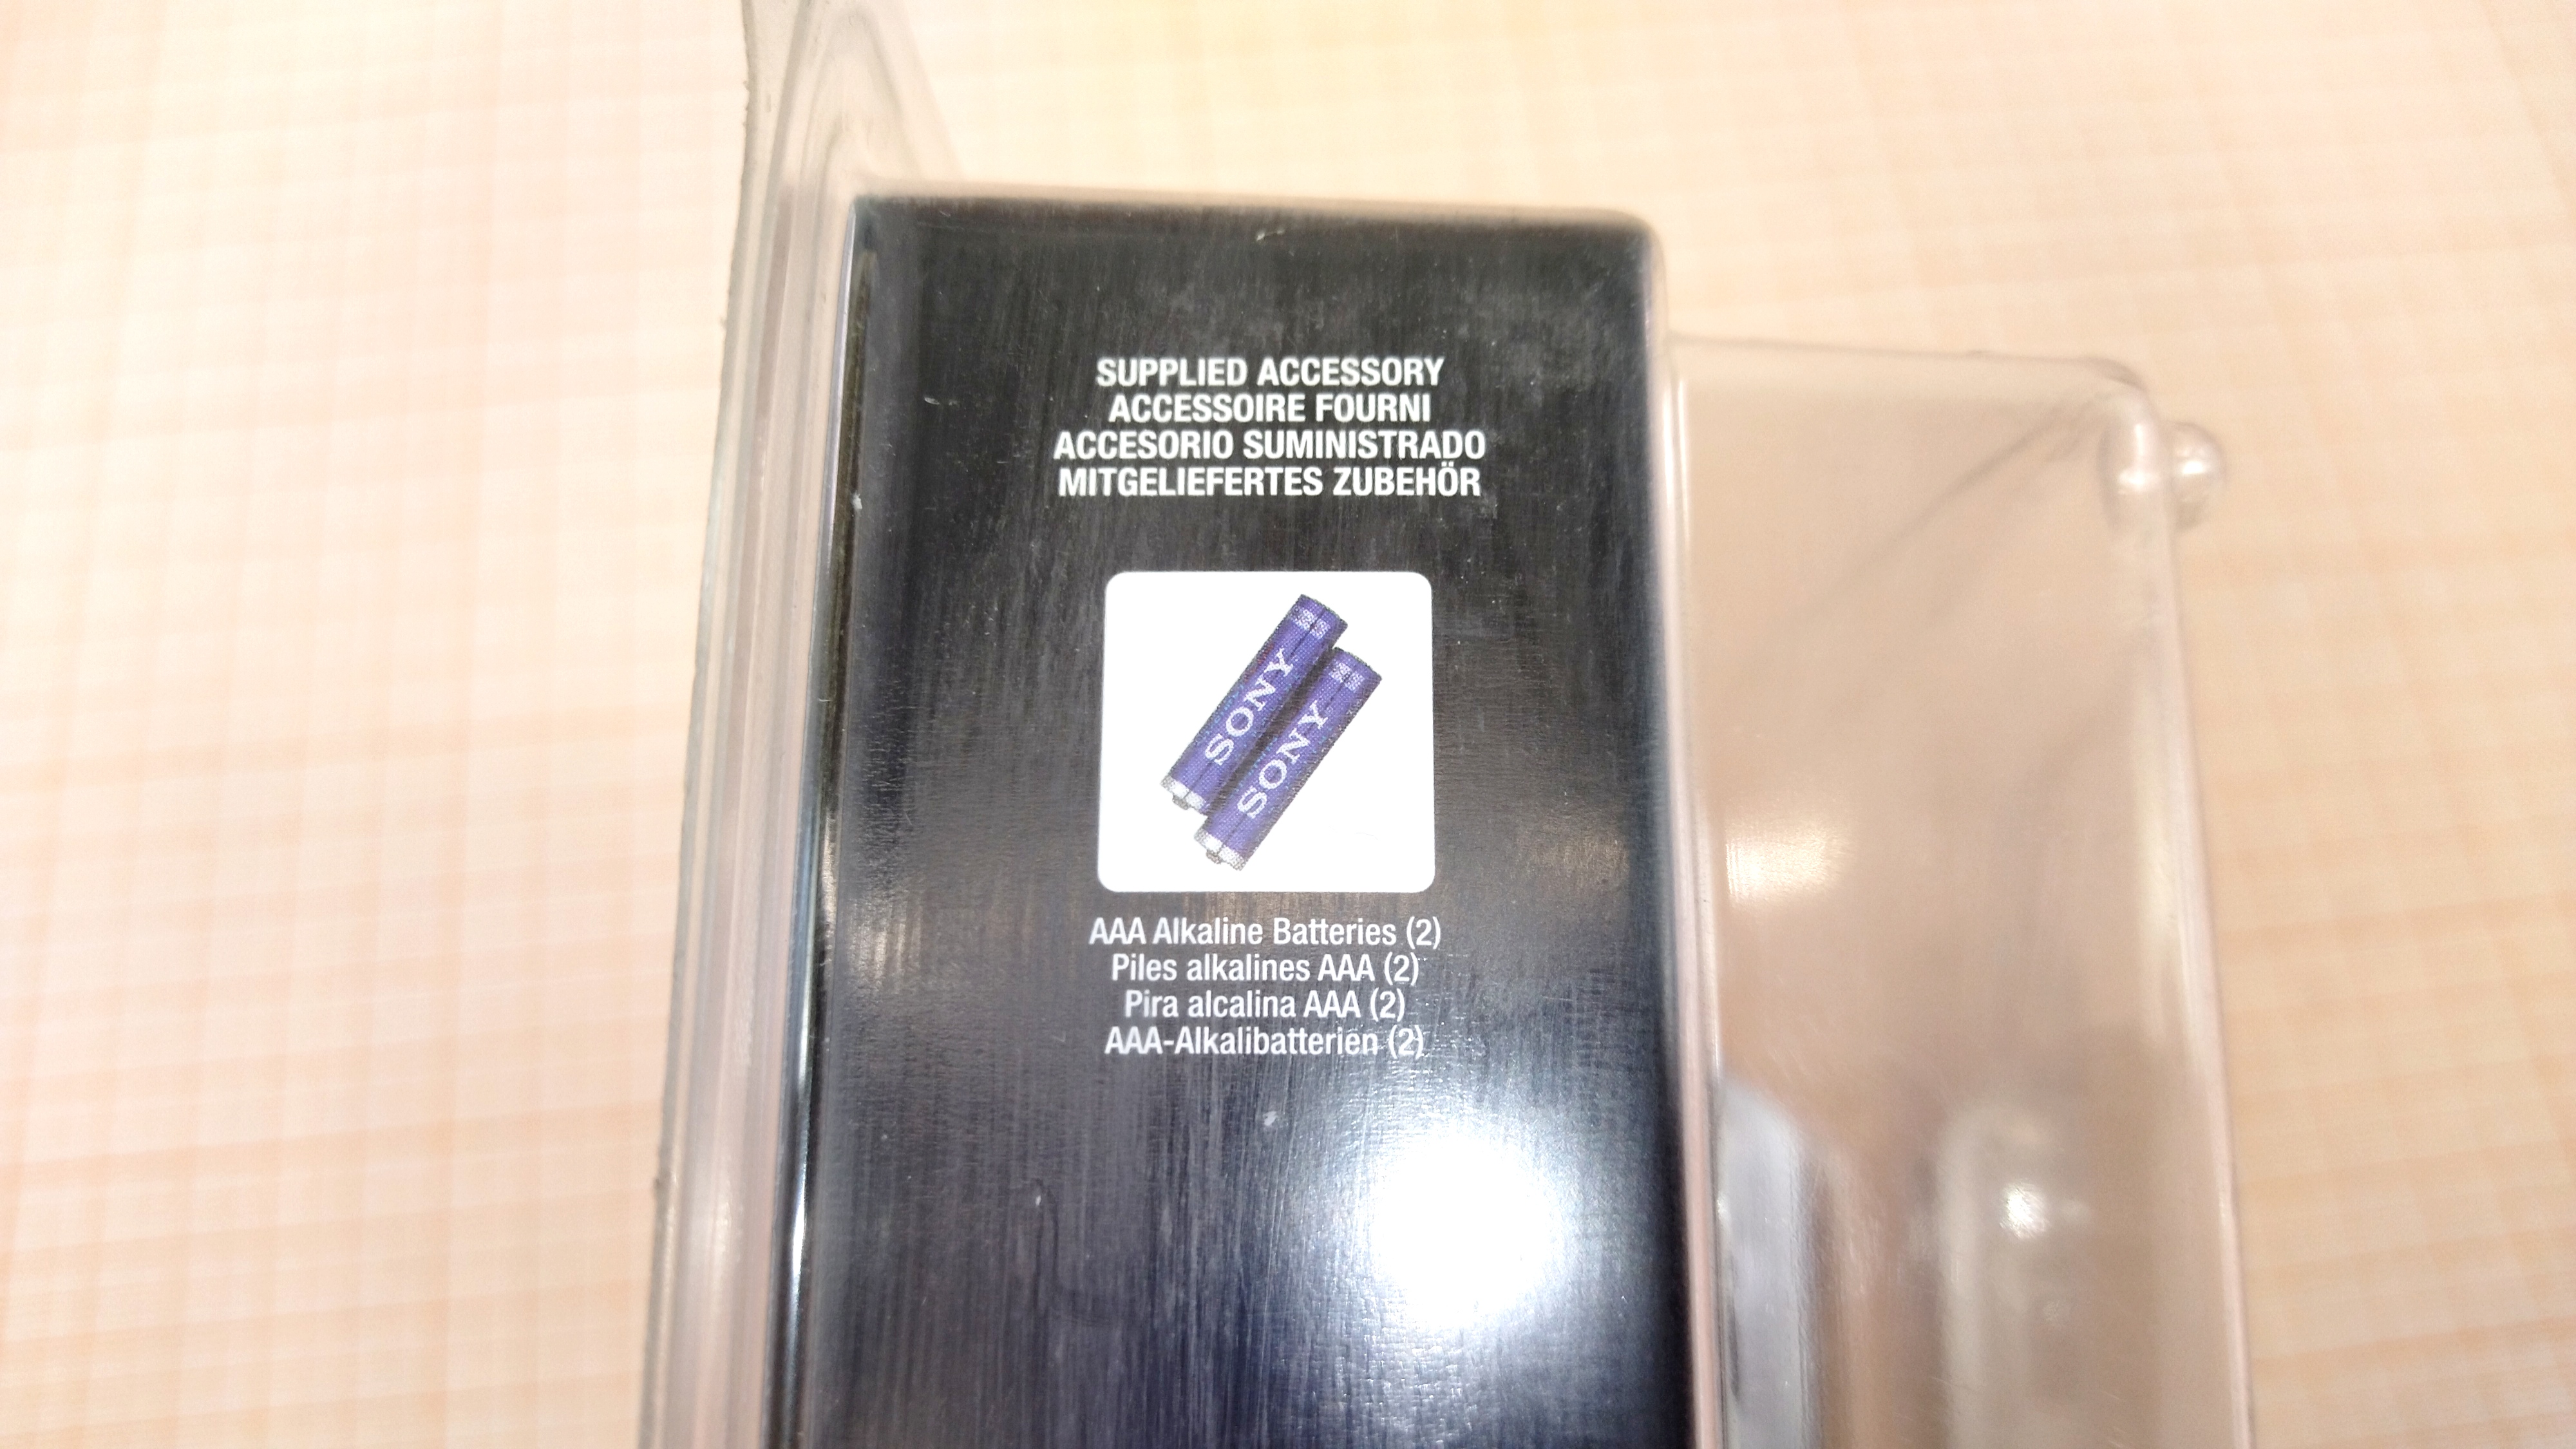 SUPPLIED ACCESSORY
ACCESSOIRE FOURNI
ACCESORIO SUMINISTRADO
MITGELIEFERTES ZUBEHÖR
SONY
SONY
AAA Alkaline Batteries (2)
Piles alkalines AAA (2)
Pira alcalina AAA (2)
AAA-Alkalibatterien (2)